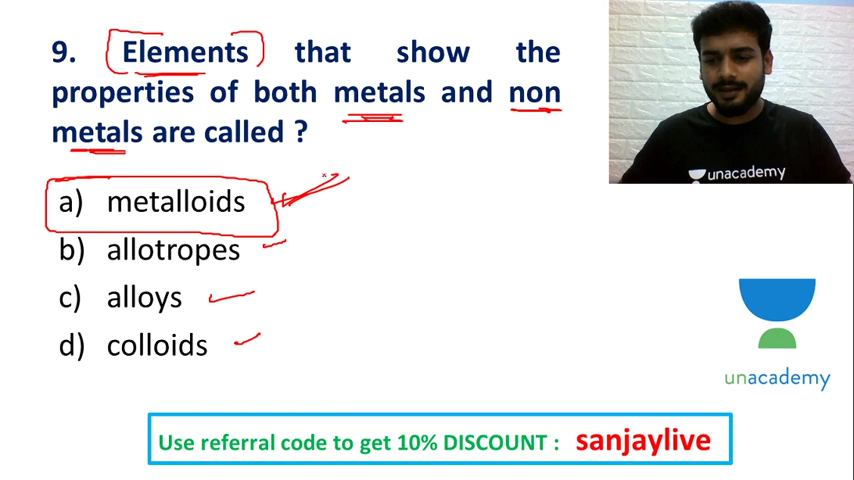 9. Elements that show the
properties of both metals and non
metals are called ?
a) metalloids
b) allotropes
c) alloys
d) colloids
unacademy
unacademy
Use referral code to get 10% DISCOUNT : sanjaylive